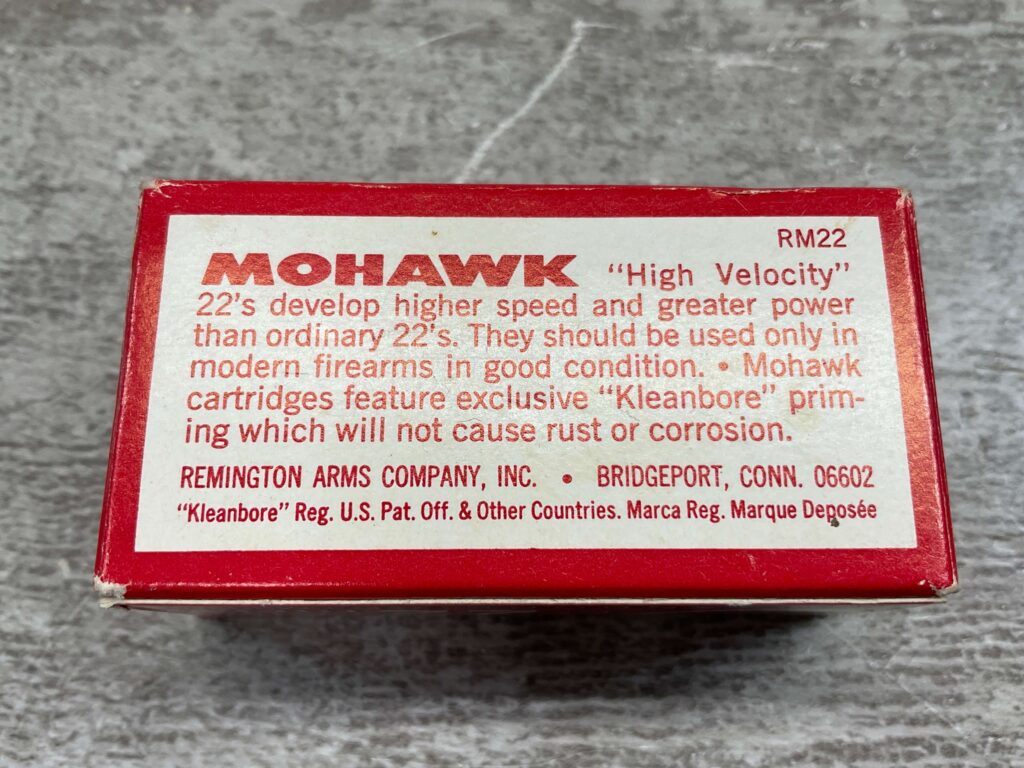 RM22
MOHAWK "High Velocity"
22's develop higher speed and greater power
than ordinary 22's. They should be used only in
modern firearms in good condition. • Mohawk
cartridges feature exclusive "Kleanbore" prim-
ing which will not cause rust or corrosion.
REMINGTON ARMS COMPANY, INC. • BRIDGEPORT, CONN. 06602
"Kleanbore" Reg. U.S. Pat. Off. & Other Countries. Marca Reg. Marque Deposée